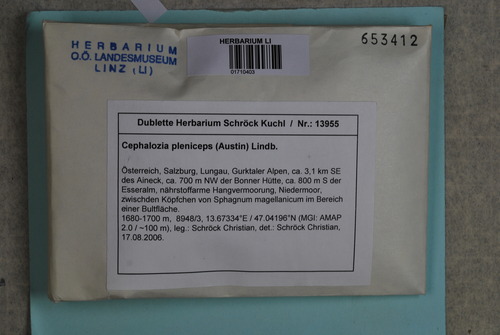 HERBARIUM
O.Ö. LANDESMUSEUM
LINZ (LI)
HERBARIUM LI
01710403
653412
Dublette Herbarium Schröck Kuchl / Nr.: 13955
Cephalozia pleniceps (Austin) Lindb.
Österreich, Salzburg, Lungau, Gurktaler Alpen, ca. 3,1 km SE
des Aineck, ca. 700 m NW der Bonner Hütte, ca. 800 m S der
Esseralm, nährstoffarme Hangvermoorung, Niedermoor,
zwischden Köpfchen von Sphagnum magellanicum im Bereich
einer Bultfläche.
1680-1700 m, 8948/3, 13.67334°E / 47.04196°N (MGI: AMAP
2.0 / ~100 m), leg.: Schröck Christian, det.: Schröck Christian,
17.08.2006.